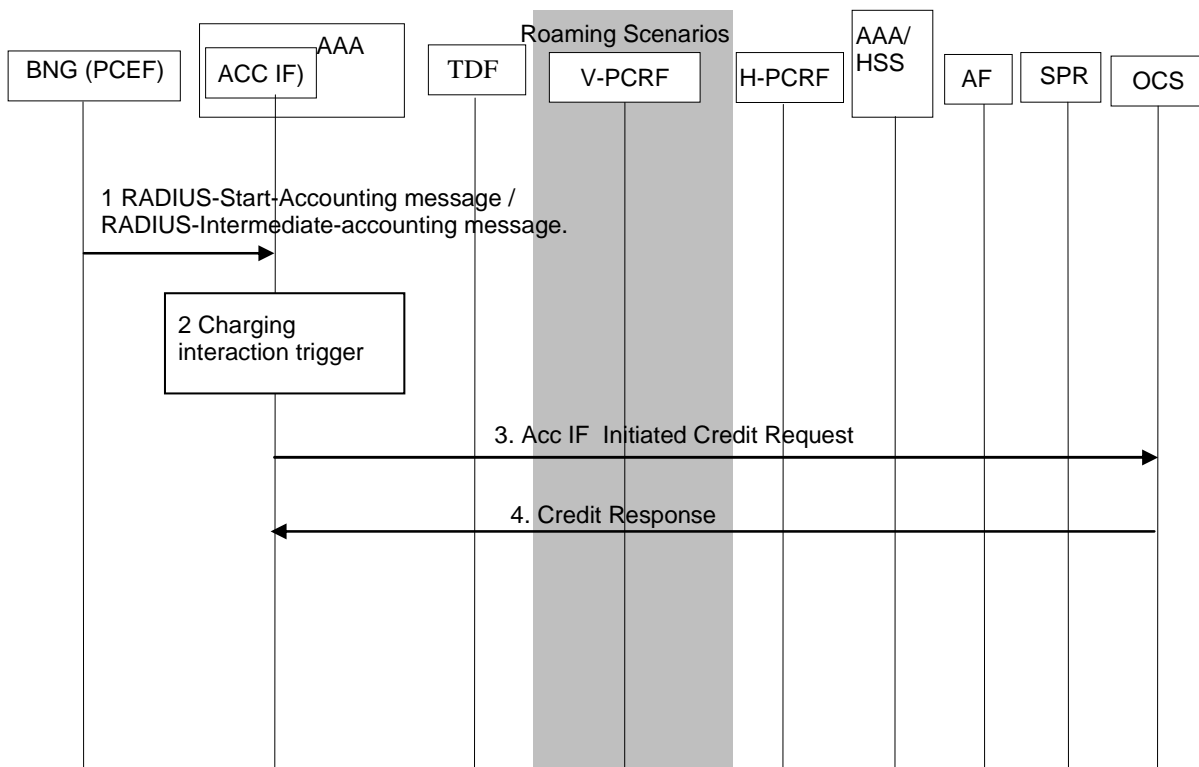 Roaming Scenarios
AAA
AAA/
HSS
BNG (PCEF)
ACC IF)
TDF
V-PCRF
H-PCRF
AF
SPR
OCS
1 RADIUS-Start-Accounting message /
RADIUS-Intermediate-accounting message.
2 Charging
interaction trigger
3. Acc IF  Initiated Credit Request
4. Credit Response